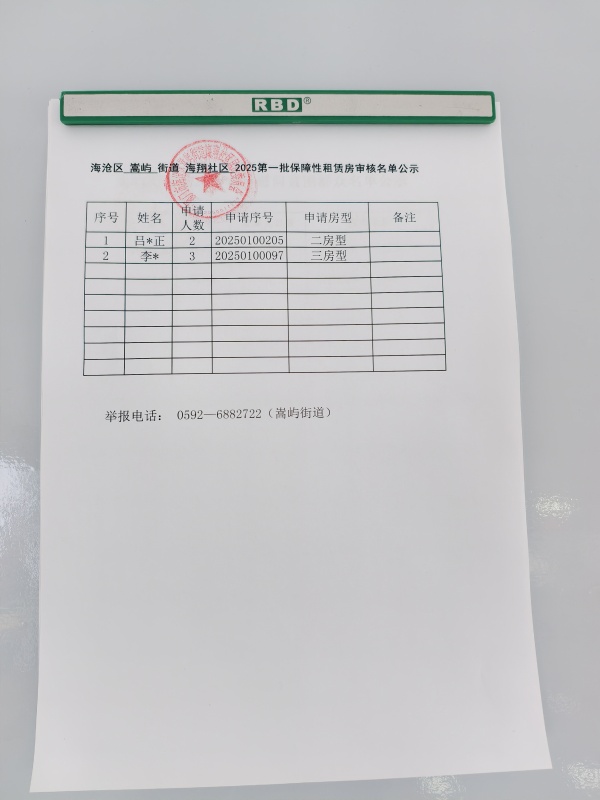 RBD®
海沧区 嵩屿 街道 海翔社区 2025第一批保障性租赁房审核名单公示
序号 姓名 申请人数 申请序号 申请房型 备注
1 吕*正 2 20250100205 二房型
2 李* 3 20250100097 三房型
举报电话： 0592—6882722（嵩屿街道）